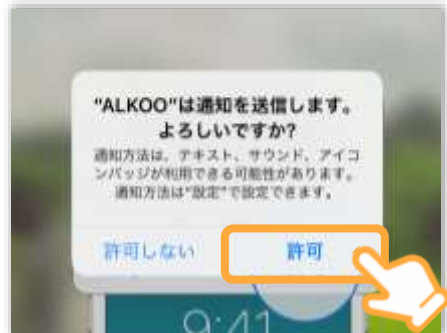 "ALKOO"は通知を送信します。
よろしいですか?
通知方法は、テキスト、サウンド、アイコ
ンバッジが利用できる可能性があります。
通知方法は"設定"で設定できます。
許可しない 許可
9:41